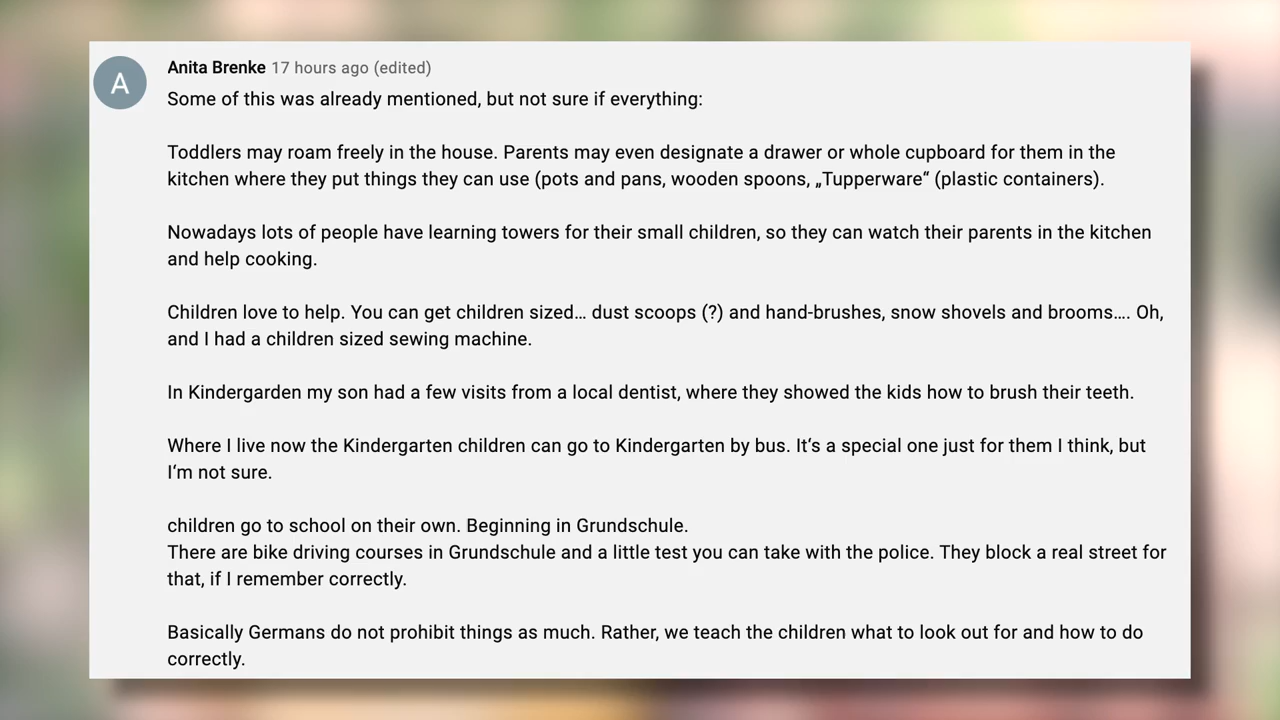 A
Anita Brenke 17 hours ago (edited)
Some of this was already mentioned, but not sure if everything:
Toddlers may roam freely in the house. Parents may even designate a drawer or whole cupboard for them in the
kitchen where they put things they can use (pots and pans, wooden spoons, „Tupperware“ (plastic containers).
Nowadays lots of people have learning towers for their small children, so they can watch their parents in the kitchen
and help cooking.
Children love to help. You can get children sized… dust scoops (?) and hand-brushes, snow shovels and brooms…. Oh,
and I had a children sized sewing machine.
In Kindergarden my son had a few visits from a local dentist, where they showed the kids how to brush their teeth.
Where I live now the Kindergarten children can go to Kindergarten by bus. It‘s a special one just for them I think, but
I‘m not sure.
children go to school on their own. Beginning in Grundschule.
There are bike driving courses in Grundschule and a little test you can take with the police. They block a real street for
that, if I remember correctly.
Basically Germans do not prohibit things as much. Rather, we teach the children what to look out for and how to do
correctly.